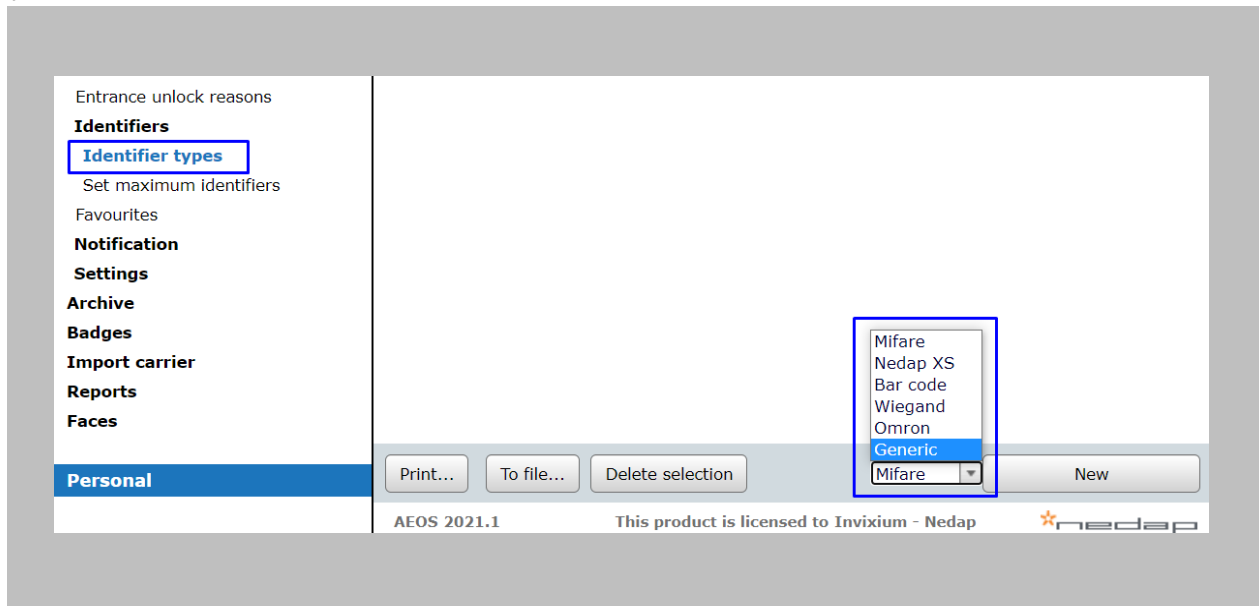 Entrance unlock reasons
Identifiers
Identifier types
Set maximum identifiers
Favourites
Notification
Settings
Archive
Badges
Import carrier
Reports
Faces
Personal
Mifare
Nedap XS
Bar code
Wiegand
Omron
Generic
Print... To file... Delete selection Mifare New
AEOS 2021.1 This product is licensed to Invixium - Nedap nedap